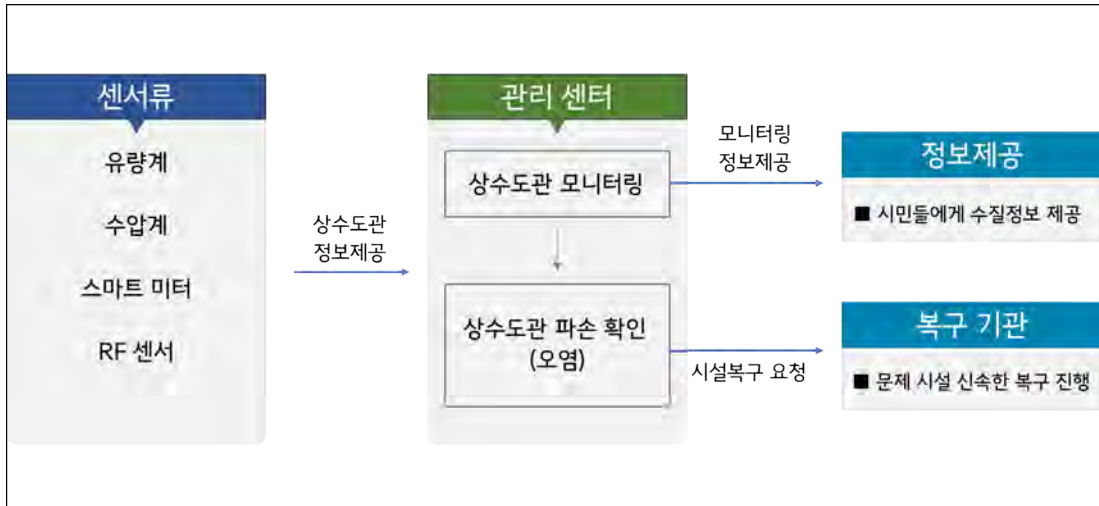 센서류
유량계
수압계
스마트 미터
RF 센서
상수도관
정보제공
관리 센터
상수도관 모니터링
상수도관 파손 확인
(오염)
모니터링
정보제공
시설복구 요청
정보제공
■ 시민들에게 수질정보 제공
복구 기관
■ 문제 시설 신속한 복구 진행